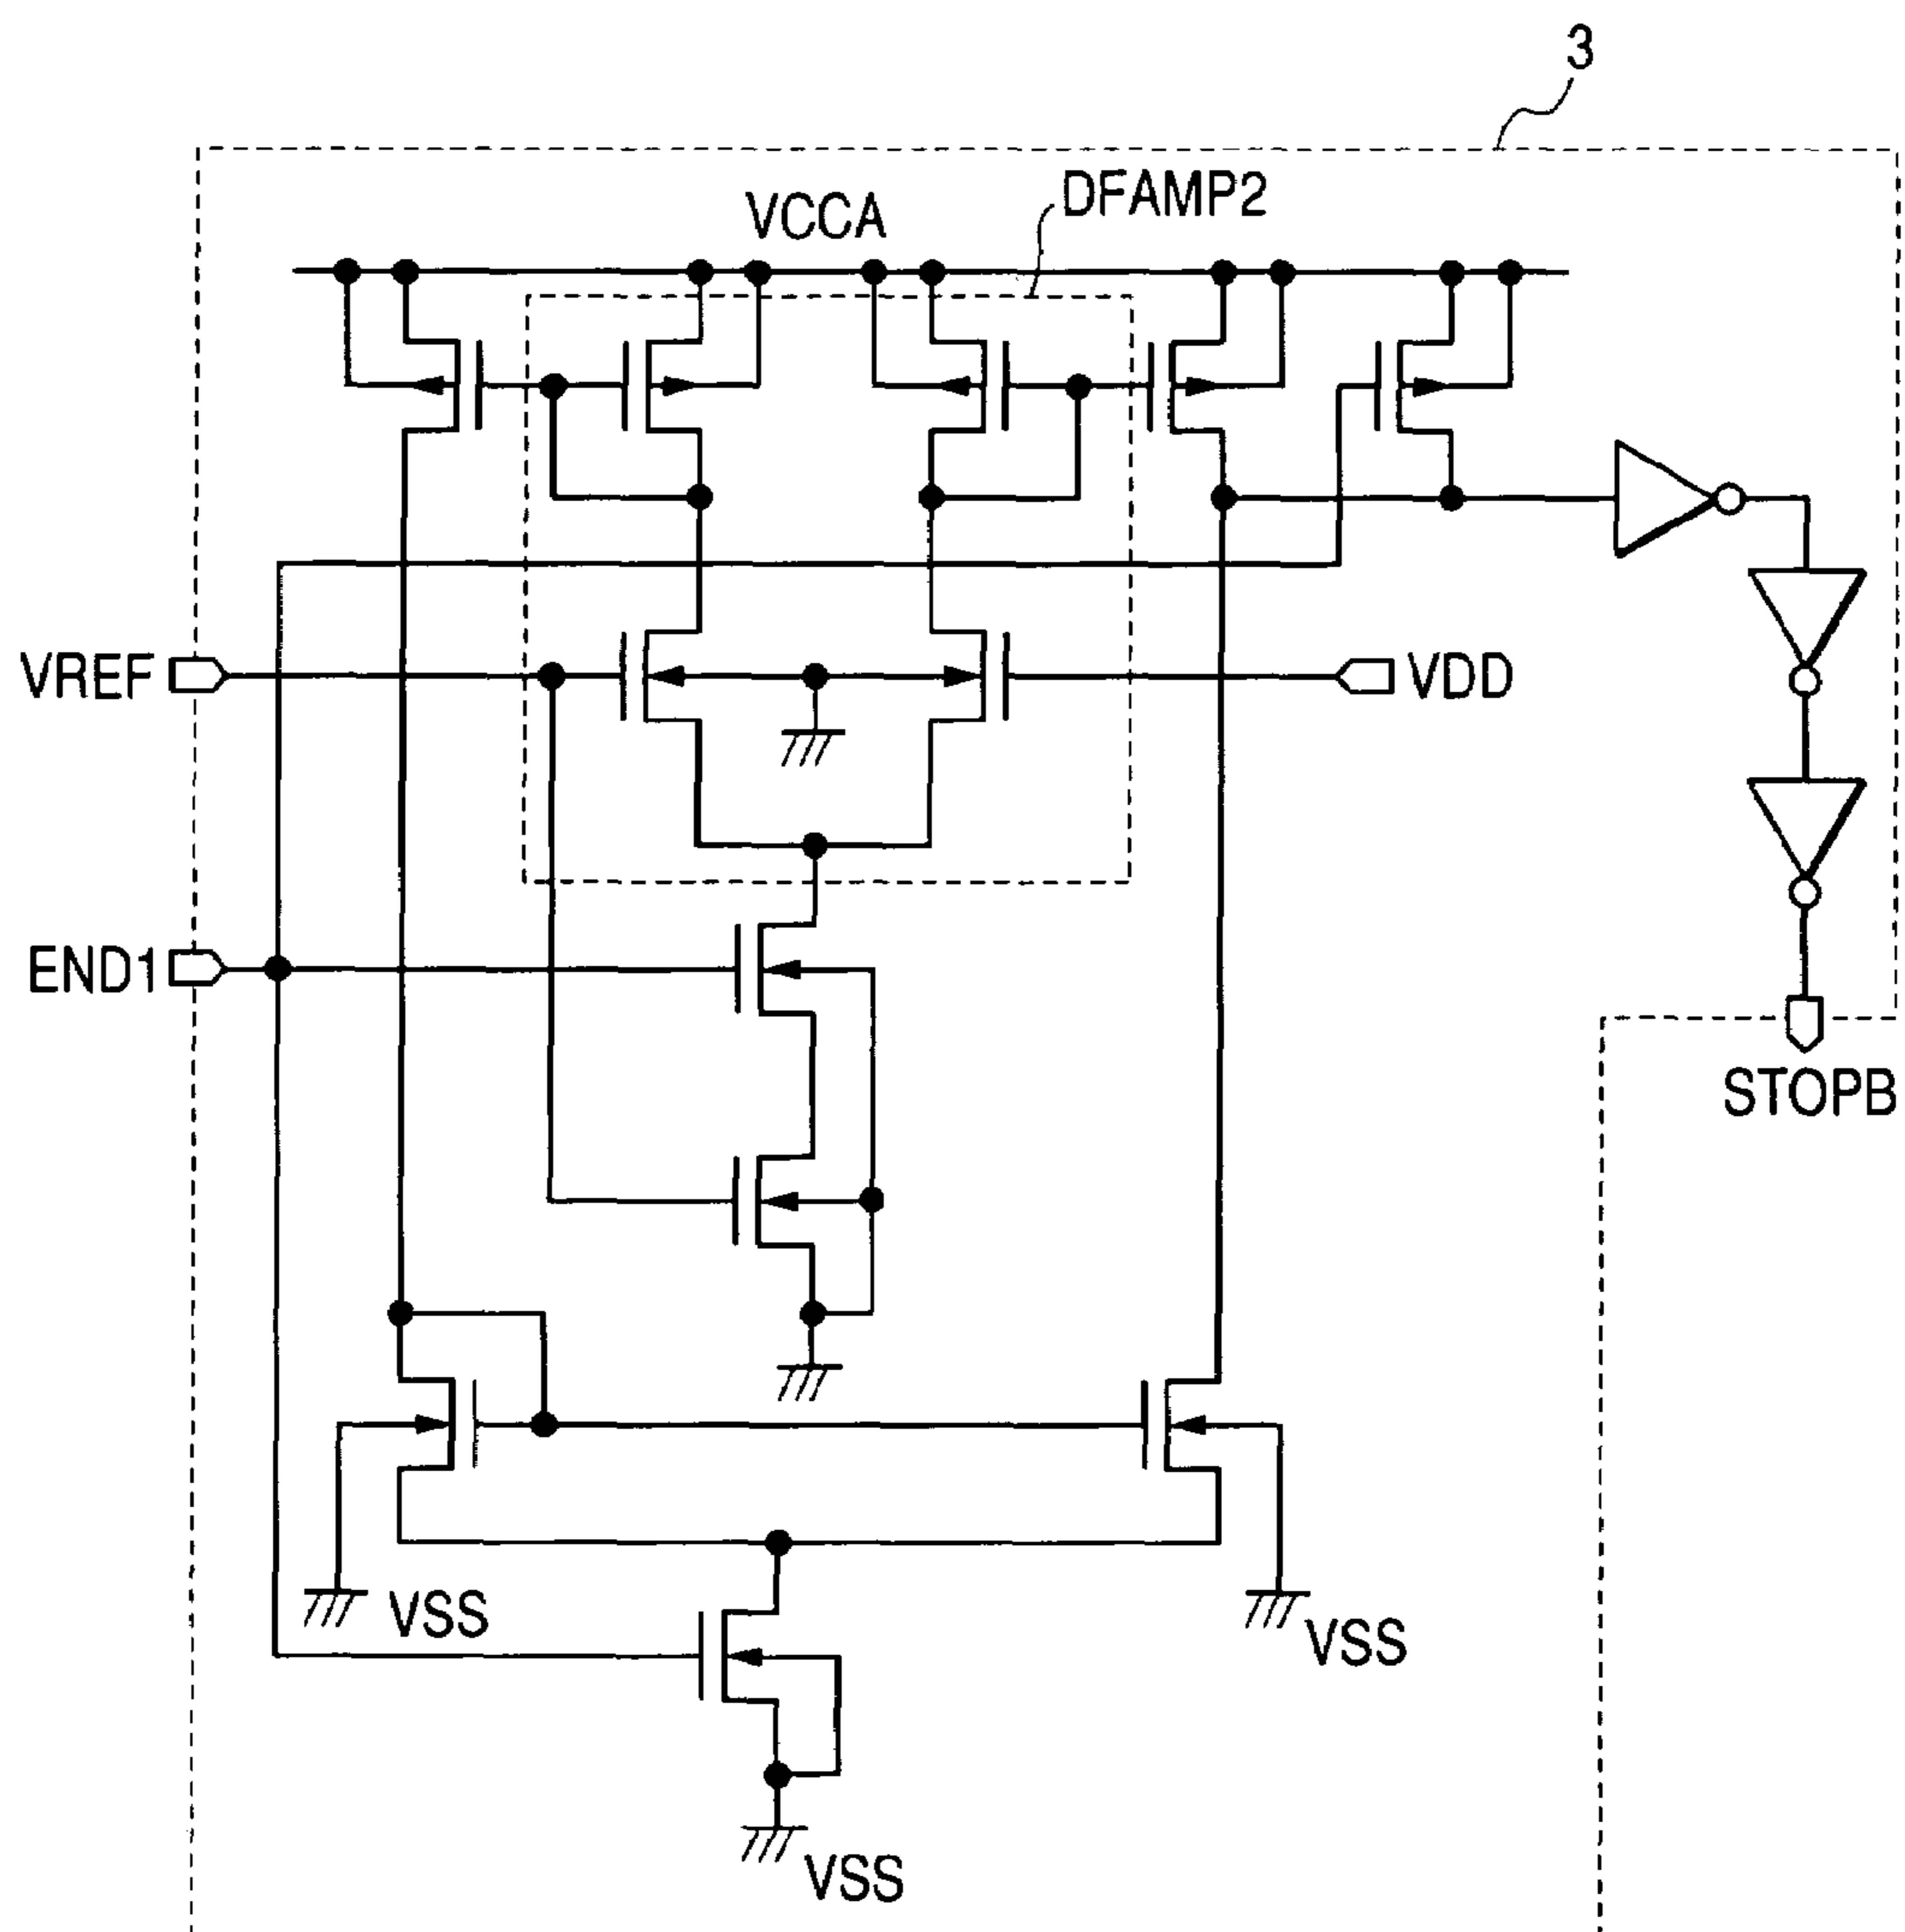 3
DFAMP2
VCCA
VREF
VDD
END1
STOPB
VSS
VSS
VSS